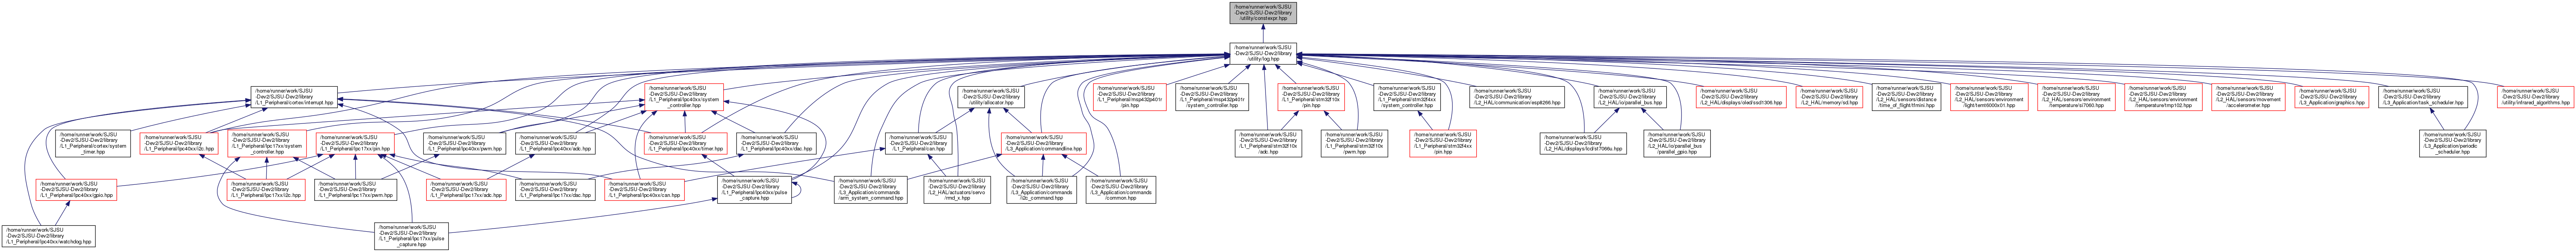 /home/runner/work/SJSU
-Dev2/SJSU-Dev2/library
/utility/constexpr.hpp
/home/runner/work/SJSU
-Dev2/SJSU-Dev2/library
/utility/log.hpp
/home/runner/work/SJSU
-Dev2/SJSU-Dev2/library
/L1_Peripheral/cortex/interrupt.hpp
/home/runner/work/SJSU
-Dev2/SJSU-Dev2/library
/L1_Peripheral/lpc40xx/system
_controller.hpp
/home/runner/work/SJSU
-Dev2/SJSU-Dev2/library
/utility/allocator.hpp
/home/runner/work/SJSU
-Dev2/SJSU-Dev2/library
/L1_Peripheral/msp432p401r
/pin.hpp
/home/runner/work/SJSU
-Dev2/SJSU-Dev2/library
/L1_Peripheral/msp432p401r
/system_controller.hpp
/home/runner/work/SJSU
-Dev2/SJSU-Dev2/library
/L1_Peripheral/stm32f10x
/pin.hpp
/home/runner/work/SJSU
-Dev2/SJSU-Dev2/library
/L1_Peripheral/stm32f4xx
/system_controller.hpp
/home/runner/work/SJSU
-Dev2/SJSU-Dev2/library
/L2_HAL/communication/esp8266.hpp
/home/runner/work/SJSU
-Dev2/SJSU-Dev2/library
/L2_HAL/io/parallel_bus.hpp
/home/runner/work/SJSU
-Dev2/SJSU-Dev2/library
/L2_HAL/displays/oled/ssd1306.hpp
/home/runner/work/SJSU
-Dev2/SJSU-Dev2/library
/L2_HAL/memory/sd.hpp
/home/runner/work/SJSU
-Dev2/SJSU-Dev2/library
/L2_HAL/sensors/distance
/time_of_flight/tfmini.hpp
/home/runner/work/SJSU
-Dev2/SJSU-Dev2/library
/L2_HAL/sensors/environment
/light/temt6000x01.hpp
/home/runner/work/SJSU
-Dev2/SJSU-Dev2/library
/L2_HAL/sensors/environment
/temperature/si7060.hpp
/home/runner/work/SJSU
-Dev2/SJSU-Dev2/library
/L2_HAL/sensors/environment
/temperature/tmp102.hpp
/home/runner/work/SJSU
-Dev2/SJSU-Dev2/library
/L2_HAL/sensors/movement
/accelerometer.hpp
/home/runner/work/SJSU
-Dev2/SJSU-Dev2/library
/L3_Application/graphics.hpp
/home/runner/work/SJSU
-Dev2/SJSU-Dev2/library
/L3_Application/task_scheduler.hpp
/home/runner/work/SJSU
-Dev2/SJSU-Dev2/library
/utility/infrared_algorithms.hpp
/home/runner/work/SJSU
-Dev2/SJSU-Dev2/library
/L1_Peripheral/cortex/system
_timer.hpp
/home/runner/work/SJSU
-Dev2/SJSU-Dev2/library
/L1_Peripheral/lpc40xx/i2c.hpp
/home/runner/work/SJSU
-Dev2/SJSU-Dev2/library
/L1_Peripheral/lpc17xx/system
_controller.hpp
/home/runner/work/SJSU
-Dev2/SJSU-Dev2/library
/L1_Peripheral/lpc17xx/pin.hpp
/home/runner/work/SJSU
-Dev2/SJSU-Dev2/library
/L1_Peripheral/lpc40xx/pwm.hpp
/home/runner/work/SJSU
-Dev2/SJSU-Dev2/library
/L1_Peripheral/lpc40xx/adc.hpp
/home/runner/work/SJSU
-Dev2/SJSU-Dev2/library
/L1_Peripheral/lpc40xx/timer.hpp
/home/runner/work/SJSU
-Dev2/SJSU-Dev2/library
/L1_Peripheral/lpc40xx/dac.hpp
/home/runner/work/SJSU
-Dev2/SJSU-Dev2/library
/L1_Peripheral/can.hpp
/home/runner/work/SJSU
-Dev2/SJSU-Dev2/library
/L3_Application/commandline.hpp
/home/runner/work/SJSU
-Dev2/SJSU-Dev2/library
/L1_Peripheral/stm32f10x
/adc.hpp
/home/runner/work/SJSU
-Dev2/SJSU-Dev2/library
/L1_Peripheral/stm32f10x
/pwm.hpp
/home/runner/work/SJSU
-Dev2/SJSU-Dev2/library
/L1_Peripheral/stm32f4xx
/pin.hpp
/home/runner/work/SJSU
-Dev2/SJSU-Dev2/library
/L2_HAL/displays/lcd/st7066u.hpp
/home/runner/work/SJSU
-Dev2/SJSU-Dev2/library
/L2_HAL/io/parallel_bus
/parallel_gpio.hpp
/home/runner/work/SJSU
-Dev2/SJSU-Dev2/library
/L3_Application/periodic
_scheduler.hpp
/home/runner/work/SJSU
-Dev2/SJSU-Dev2/library
/L1_Peripheral/lpc40xx/gpio.hpp
/home/runner/work/SJSU
-Dev2/SJSU-Dev2/library
/L1_Peripheral/lpc17xx/i2c.hpp
/home/runner/work/SJSU
-Dev2/SJSU-Dev2/library
/L1_Peripheral/lpc17xx/pwm.hpp
/home/runner/work/SJSU
-Dev2/SJSU-Dev2/library
/L1_Peripheral/lpc17xx/adc.hpp
/home/runner/work/SJSU
-Dev2/SJSU-Dev2/library
/L1_Peripheral/lpc17xx/dac.hpp
/home/runner/work/SJSU
-Dev2/SJSU-Dev2/library
/L1_Peripheral/lpc40xx/can.hpp
/home/runner/work/SJSU
-Dev2/SJSU-Dev2/library
/L1_Peripheral/lpc40xx/pulse
_capture.hpp
/home/runner/work/SJSU
-Dev2/SJSU-Dev2/library
/L3_Application/commands
/arm_system_command.hpp
/home/runner/work/SJSU
-Dev2/SJSU-Dev2/library
/L2_HAL/actuators/servo
/rmd_x.hpp
/home/runner/work/SJSU
-Dev2/SJSU-Dev2/library
/L3_Application/commands
/i2c_command.hpp
/home/runner/work/SJSU
-Dev2/SJSU-Dev2/library
/L3_Application/commands
/common.hpp
/home/runner/work/SJSU
-Dev2/SJSU-Dev2/library
/L1_Peripheral/lpc40xx/watchdog.hpp
/home/runner/work/SJSU
-Dev2/SJSU-Dev2/library
/L1_Peripheral/lpc17xx/pulse
_capture.hpp